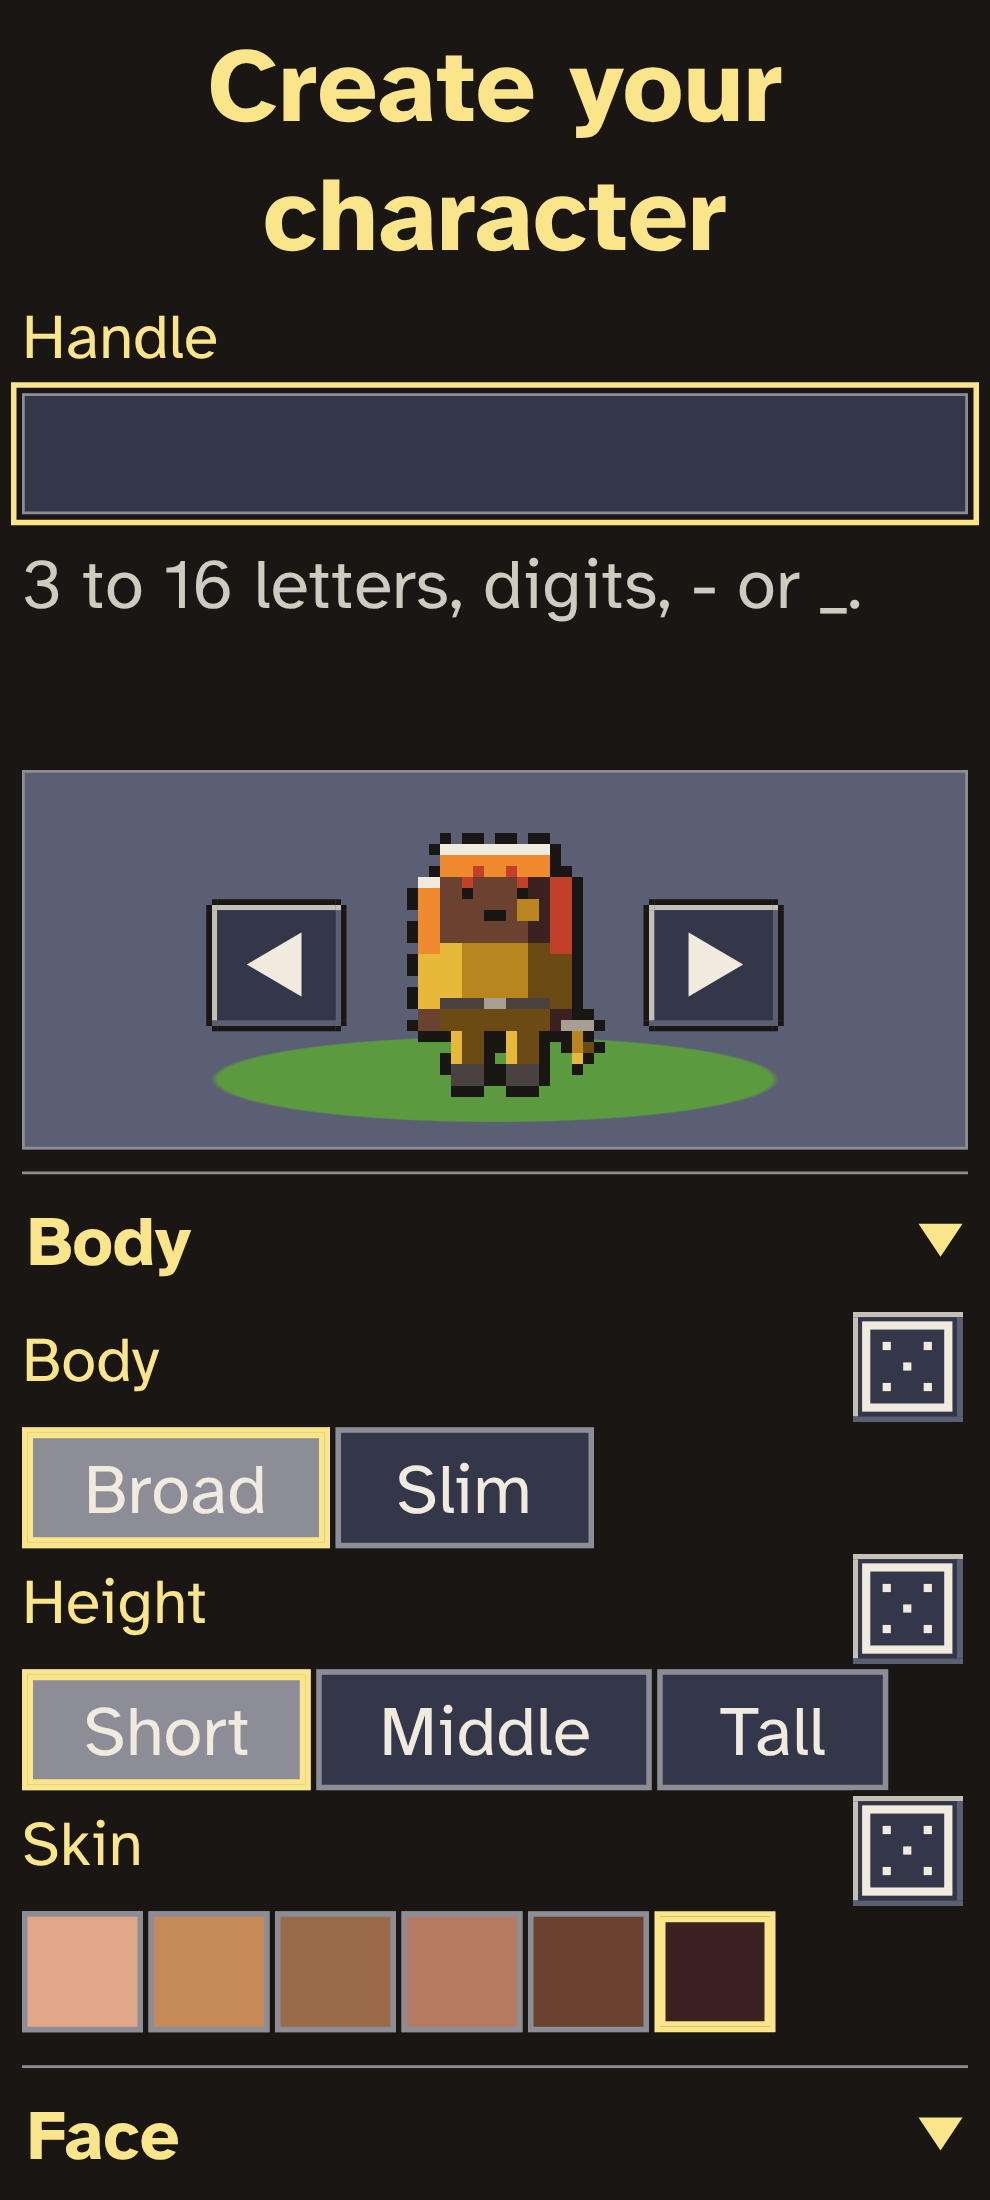 Create your
character
Handle
3 to 16 letters, digits, - or _.
Body
Body
Broad Slim
Height
Short Middle Tall
Skin
Face